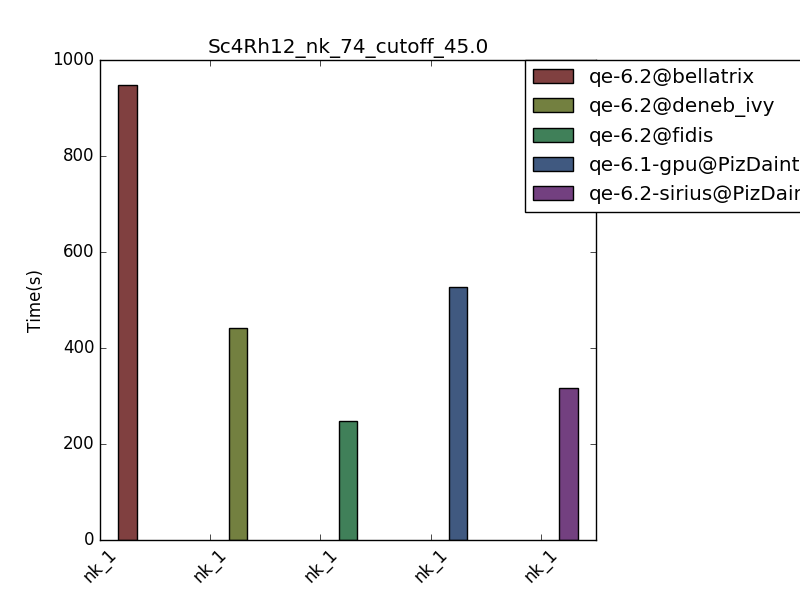 Sc4Rh12_nk_74_cutoff_45.0
1000
800
600
400
200
0
Time(s)
nk_1
nk_1
nk_1
nk_1
nk_1
qe-6.2@bellatrix
qe-6.2@deneb_ivy
qe-6.2@fidis
qe-6.1-gpu@PizDaint
qe-6.2-sirius@PizDain